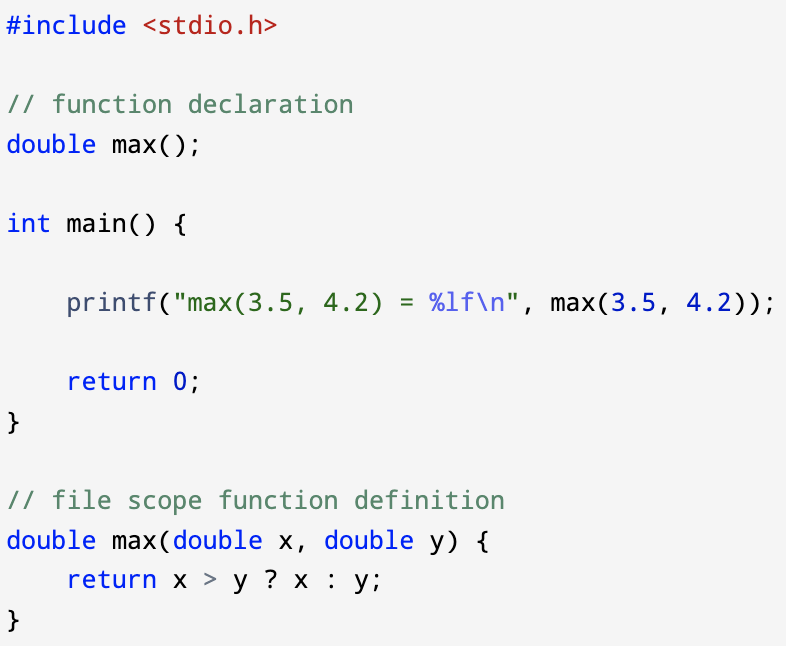 #include <stdio.h>
// function declaration
double max();
int main() {
    printf("max(3.5, 4.2) = %lf\n", max(3.5, 4.2));
    return 0;
}
// file scope function definition
double max(double x, double y) {
    return x > y ? x : y;
}